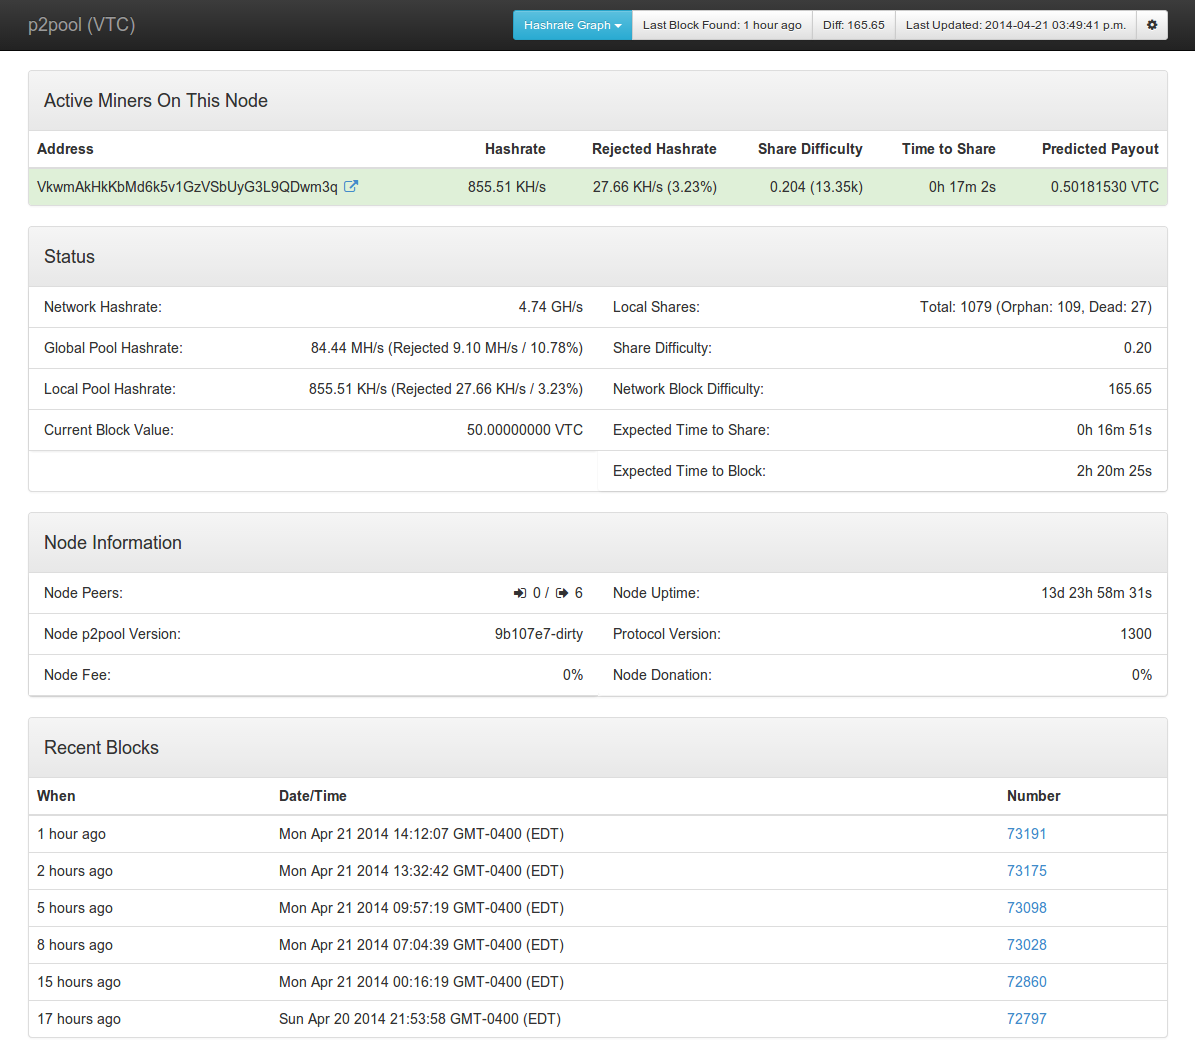 p2pool (VTC)
Hashrate Graph Last Block Found: 1 hour ago Diff: 165.65 Last Updated: 2014-04-21 03:49:41 p.m.
Active Miners On This Node
Address Hashrate Rejected Hashrate Share Difficulty Time to Share Predicted Payout
VkwmAkHkKbMd6k5v1GzVSbUyG3L9QDwm3q 855.51 KH/s 27.66 KH/s (3.23%) 0.204 (13.35k) 0h 17m 2s 0.50181530 VTC
Status
Network Hashrate: 4.74 GH/s Local Shares: Total: 1079 (Orphan: 109, Dead: 27)
Global Pool Hashrate: 84.44 MH/s (Rejected 9.10 MH/s / 10.78%) Share Difficulty: 0.20
Local Pool Hashrate: 855.51 KH/s (Rejected 27.66 KH/s / 3.23%) Network Block Difficulty: 165.65
Current Block Value: 50.00000000 VTC Expected Time to Share: 0h 16m 51s
Expected Time to Block: 2h 20m 25s
Node Information
Node Peers: 0 / 6 Node Uptime: 13d 23h 58m 31s
Node p2pool Version: 9b107e7-dirty Protocol Version: 1300
Node Fee: 0% Node Donation: 0%
Recent Blocks
When Date/Time Number
1 hour ago Mon Apr 21 2014 14:12:07 GMT-0400 (EDT) 73191
2 hours ago Mon Apr 21 2014 13:32:42 GMT-0400 (EDT) 73175
5 hours ago Mon Apr 21 2014 09:57:19 GMT-0400 (EDT) 73098
8 hours ago Mon Apr 21 2014 07:04:39 GMT-0400 (EDT) 73028
15 hours ago Mon Apr 21 2014 00:16:19 GMT-0400 (EDT) 72860
17 hours ago Sun Apr 20 2014 21:53:58 GMT-0400 (EDT) 72797